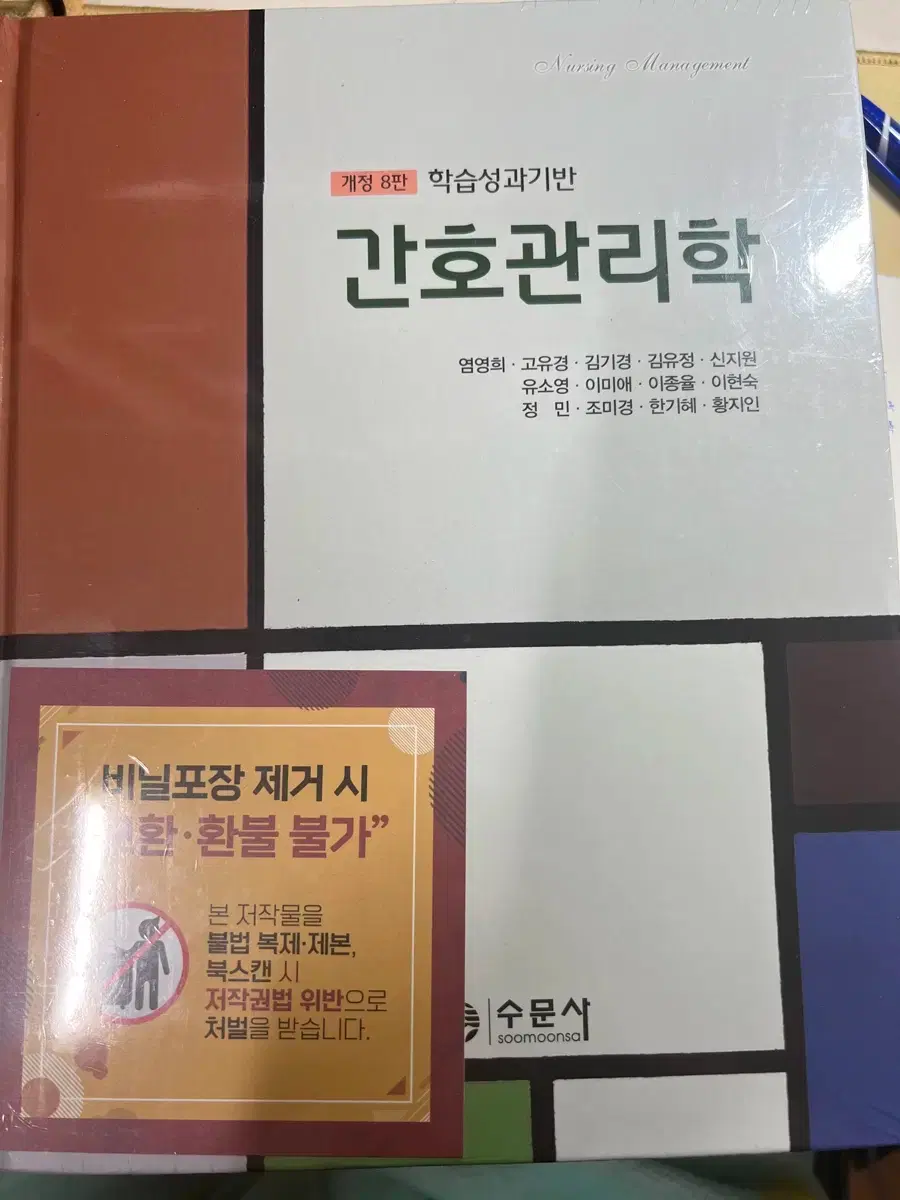 Nursing Management
개정 8판 학습성과기반
간호관리학
염영희 · 고유경 · 김기경 · 김유정 · 신지원
유소영 · 이미애 · 이종율 · 이현숙
정 민 · 조미경 · 한기혜 · 황지인
비닐포장 제거 시
환불 불가”
본 저작물을
불법 복제·제본,
북스캔 시
저작권법 위반으로
처벌을 받습니다.
수문사
soomoonsa